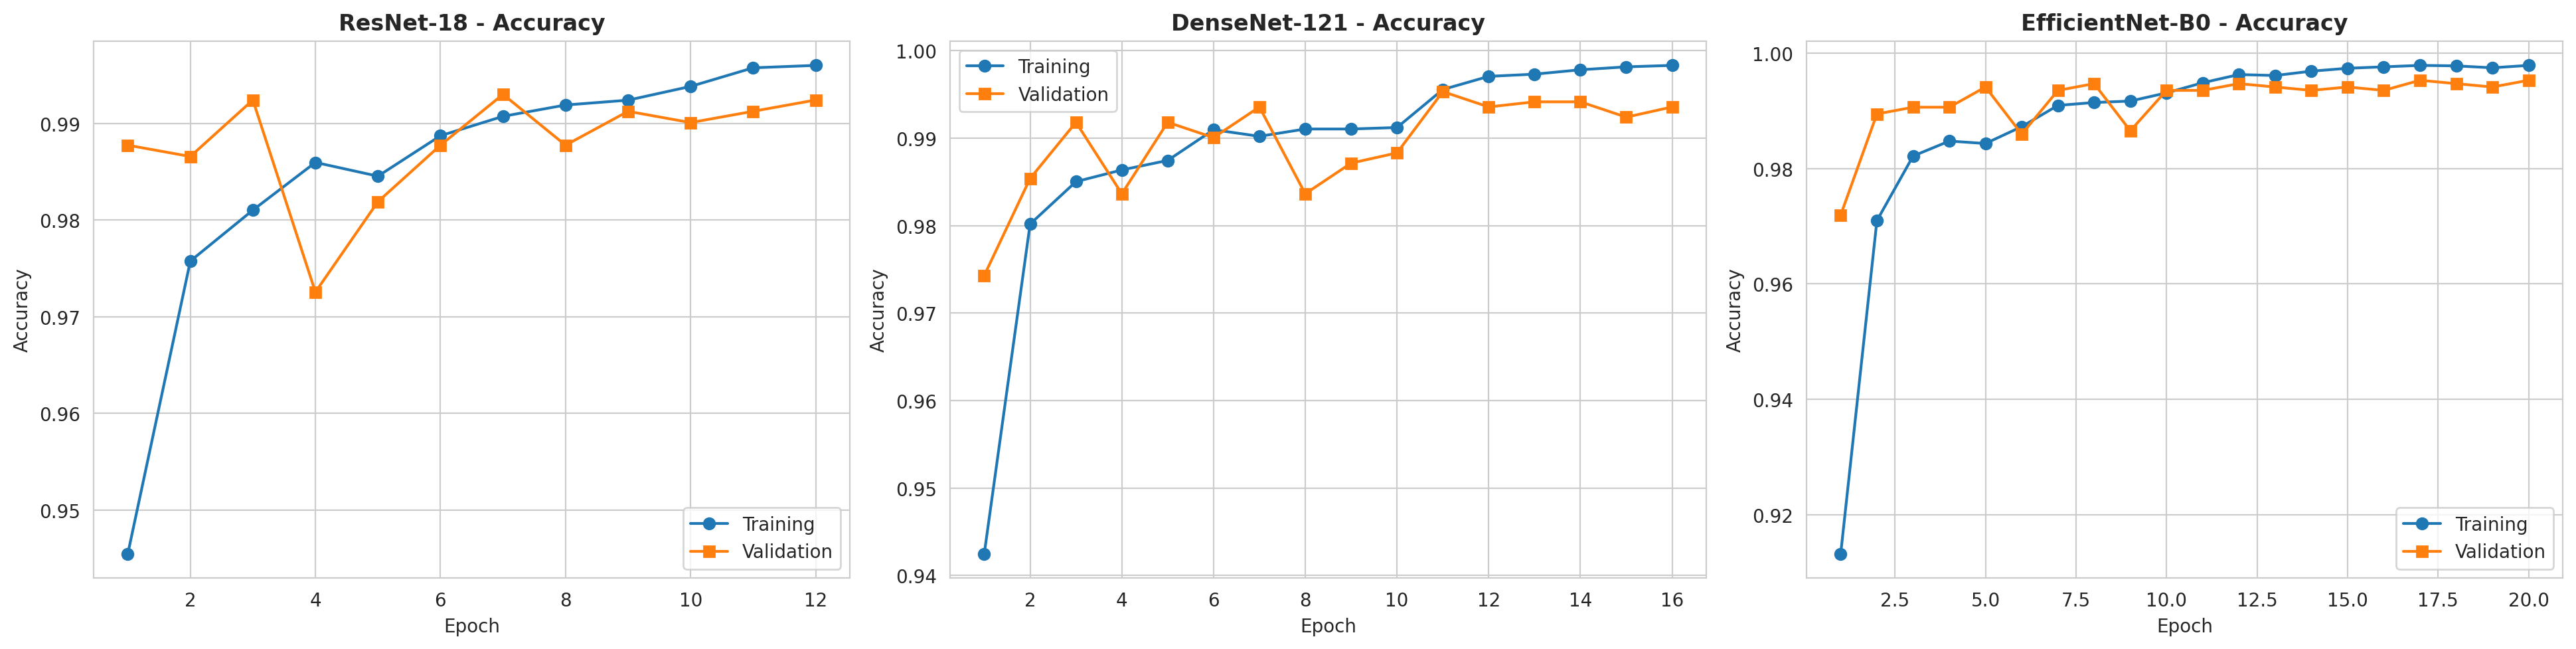 ResNet-18 - Accuracy
Accuracy
0.99
0.98
0.97
0.96
0.95
Training
Validation
2 4 6 8 10 12
Epoch
DenseNet-121 - Accuracy
Accuracy
1.00
0.99
0.98
0.97
0.96
0.95
0.94
Training
Validation
2 4 6 8 10 12 14 16
Epoch
EfficientNet-B0 - Accuracy
Accuracy
1.00
0.98
0.96
0.94
0.92
Training
Validation
2.5 5.0 7.5 10.0 12.5 15.0 17.5 20.0
Epoch